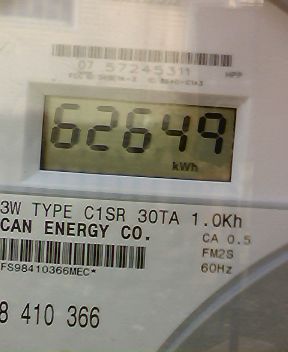 07 57245311 HPP
62649
kWh
3W TYPE C1SR 30TA 1.0Kh
CAN ENERGY CO.
CA 0.5
FM2S
60Hz
FS98410366MEC*
8 410 366